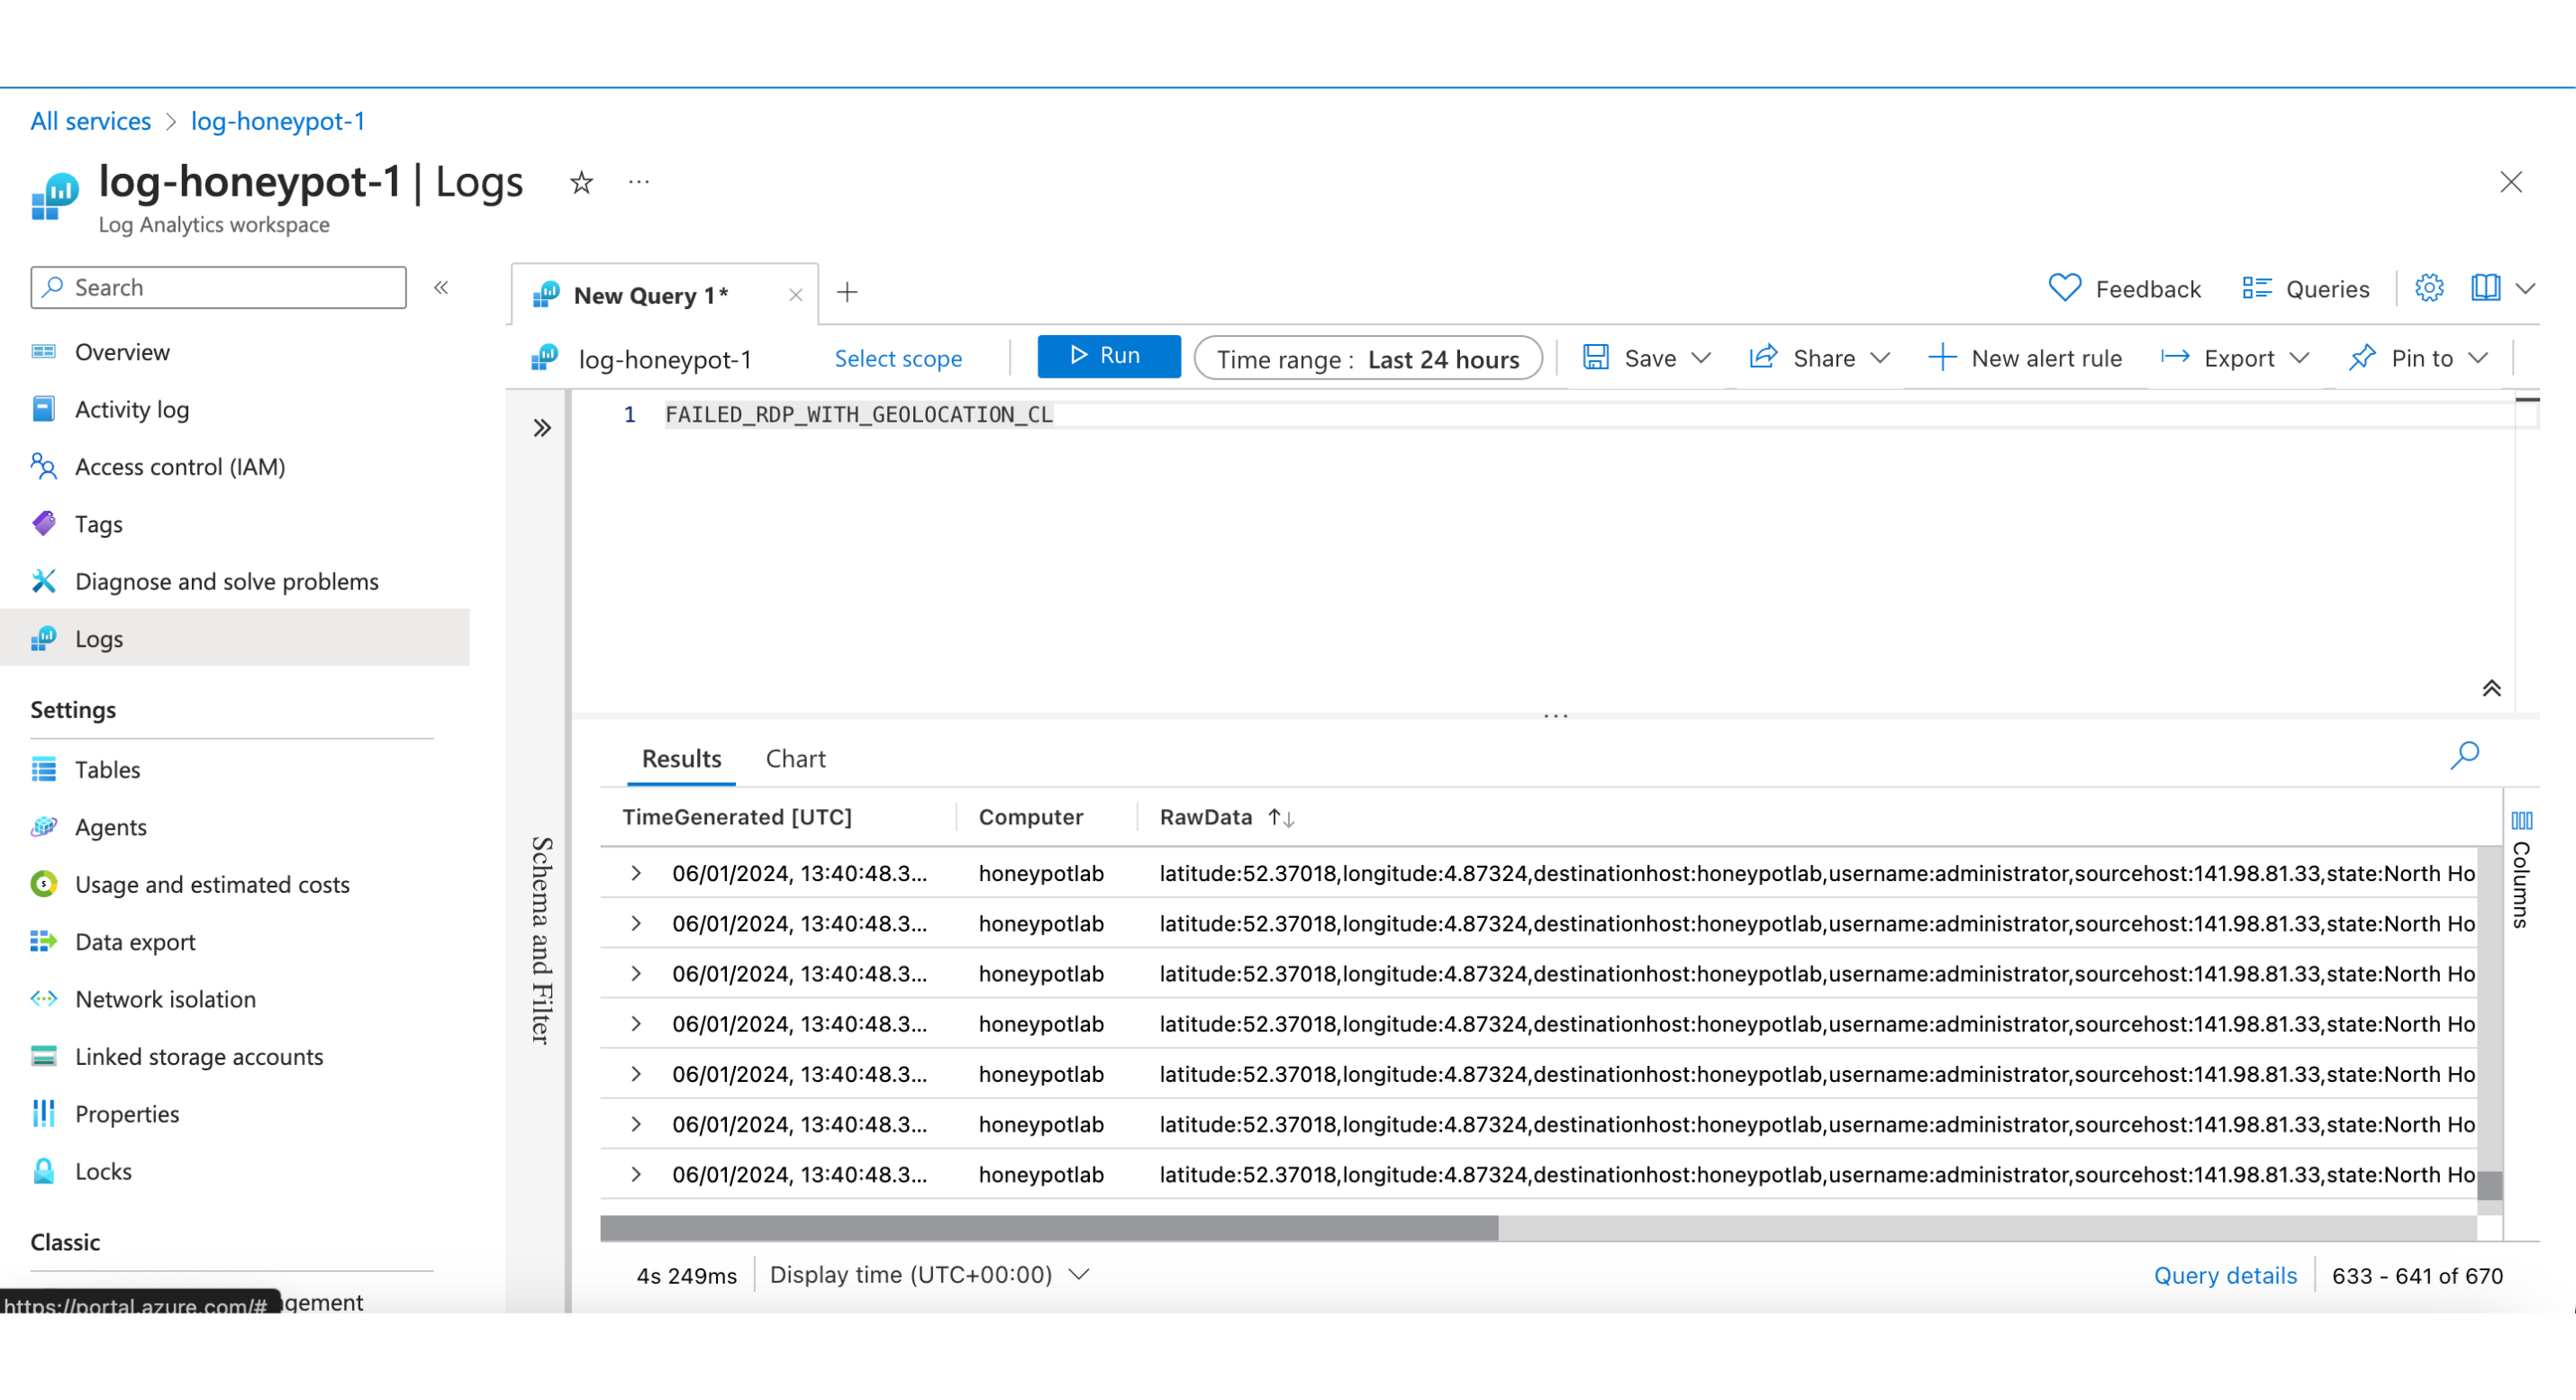 All services > log-honeypot-1
log-honeypot-1 | Logs
Log Analytics workspace
Search
Overview
Activity log
Access control (IAM)
Tags
Diagnose and solve problems
Logs
Settings
Tables
Agents
Usage and estimated costs
Data export
Network isolation
Linked storage accounts
Properties
Locks
Classic
https://portal.azure.com/#
gement
New Query 1*
Feedback
Queries
log-honeypot-1 Select scope Run Time range : Last 24 hours Save Share New alert rule Export Pin to
1 FAILED_RDP_WITH_GEOLOCATION_CL
Schema and Filter
Results Chart
TimeGenerated [UTC] Computer RawData
06/01/2024, 13:40:48.3... honeypotlab latitude:52.37018,longitude:4.87324,destinationhost:honeypotlab,username:administrator,sourcehost:141.98.81.33,state:North Ho
06/01/2024, 13:40:48.3... honeypotlab latitude:52.37018,longitude:4.87324,destinationhost:honeypotlab,username:administrator,sourcehost:141.98.81.33,state:North Ho
06/01/2024, 13:40:48.3... honeypotlab latitude:52.37018,longitude:4.87324,destinationhost:honeypotlab,username:administrator,sourcehost:141.98.81.33,state:North Ho
06/01/2024, 13:40:48.3... honeypotlab latitude:52.37018,longitude:4.87324,destinationhost:honeypotlab,username:administrator,sourcehost:141.98.81.33,state:North Ho
06/01/2024, 13:40:48.3... honeypotlab latitude:52.37018,longitude:4.87324,destinationhost:honeypotlab,username:administrator,sourcehost:141.98.81.33,state:North Ho
06/01/2024, 13:40:48.3... honeypotlab latitude:52.37018,longitude:4.87324,destinationhost:honeypotlab,username:administrator,sourcehost:141.98.81.33,state:North Ho
06/01/2024, 13:40:48.3... honeypotlab latitude:52.37018,longitude:4.87324,destinationhost:honeypotlab,username:administrator,sourcehost:141.98.81.33,state:North Ho
Columns
4s 249ms Display time (UTC+00:00) Query details 633 - 641 of 670